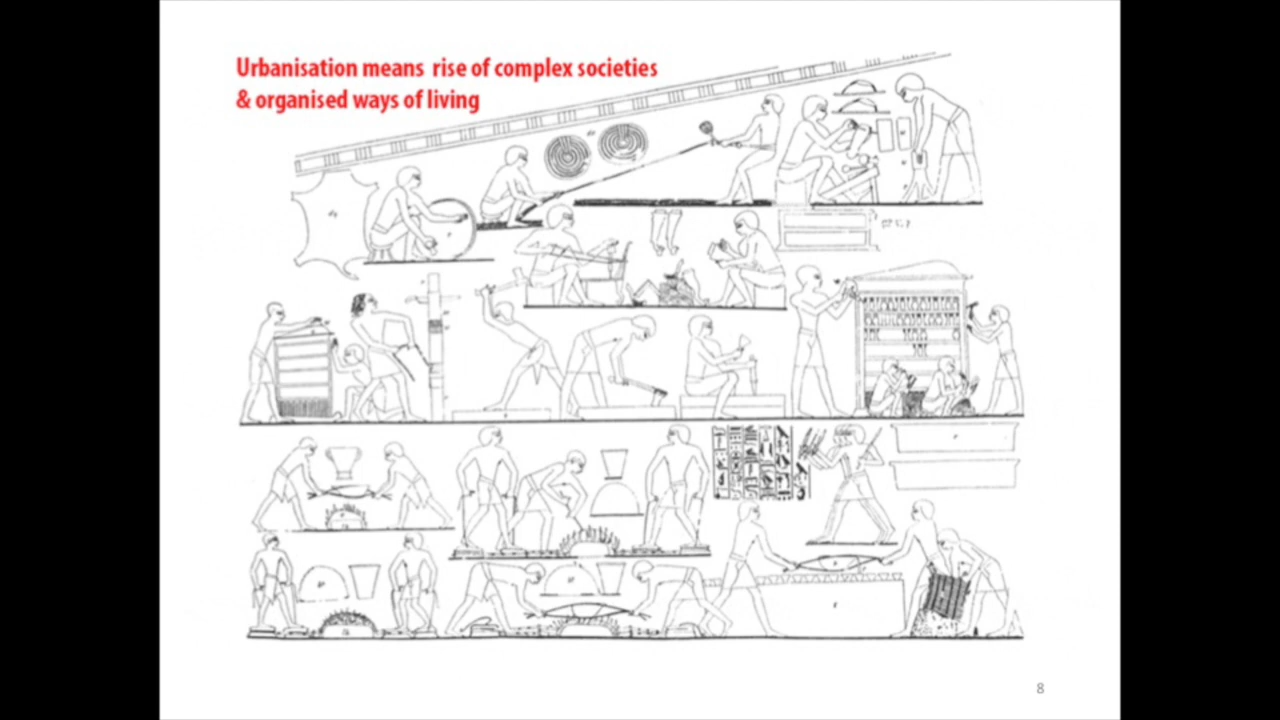 Urbanisation means rise of complex societies
& organised ways of living
8